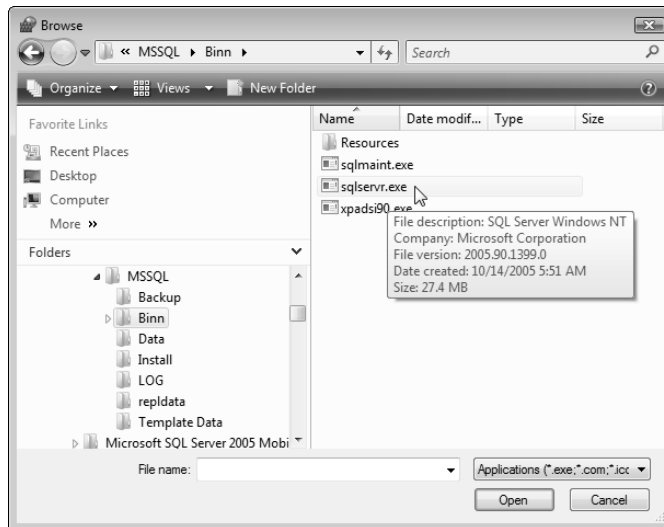 Browse
« MSSQL ▸ Binn ▸
Search
Organize Views New Folder
Favorite Links
Recent Places
Desktop
Computer
More »
Folders
MSSQL
Backup
Binn
Data
Install
LOG
repldata
Template Data
Microsoft SQL Server 2005 Mobi
Name Date modif... Type Size
Resources
sqlmaint.exe
sqlservr.exe
xpadsi90.exe
File description: SQL Server Windows NT
Company: Microsoft Corporation
File version: 2005.90.1399.0
Date created: 10/14/2005 5:51 AM
Size: 27.4 MB
File name:
Applications (*.exe;*.com;*.icc
Open Cancel